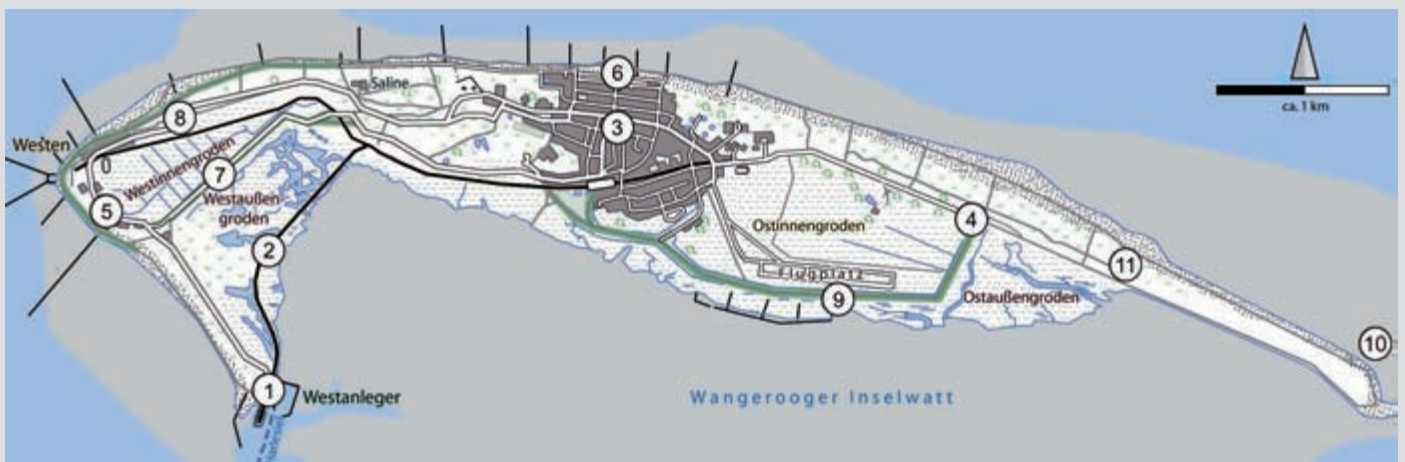 ca. 1 km
6
Saline
8
3
Westen
Westinnengroden
7
Westaußen-
groden
5
2
Ostinnengroden
4
Flugplatz
11
9
Ostaußengroden
10
1
Westanleger
Wangerooger Inselwatt